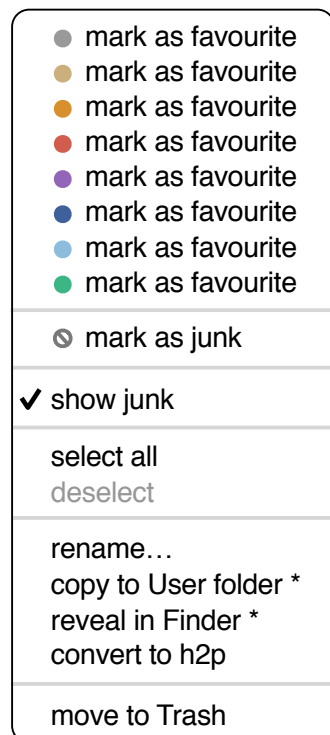 mark as favourite
mark as favourite
mark as favourite
mark as favourite
mark as favourite
mark as favourite
mark as favourite
mark as favourite
mark as junk
show junk
select all
deselect
rename…
copy to User folder *
reveal in Finder *
convert to h2p
move to Trash